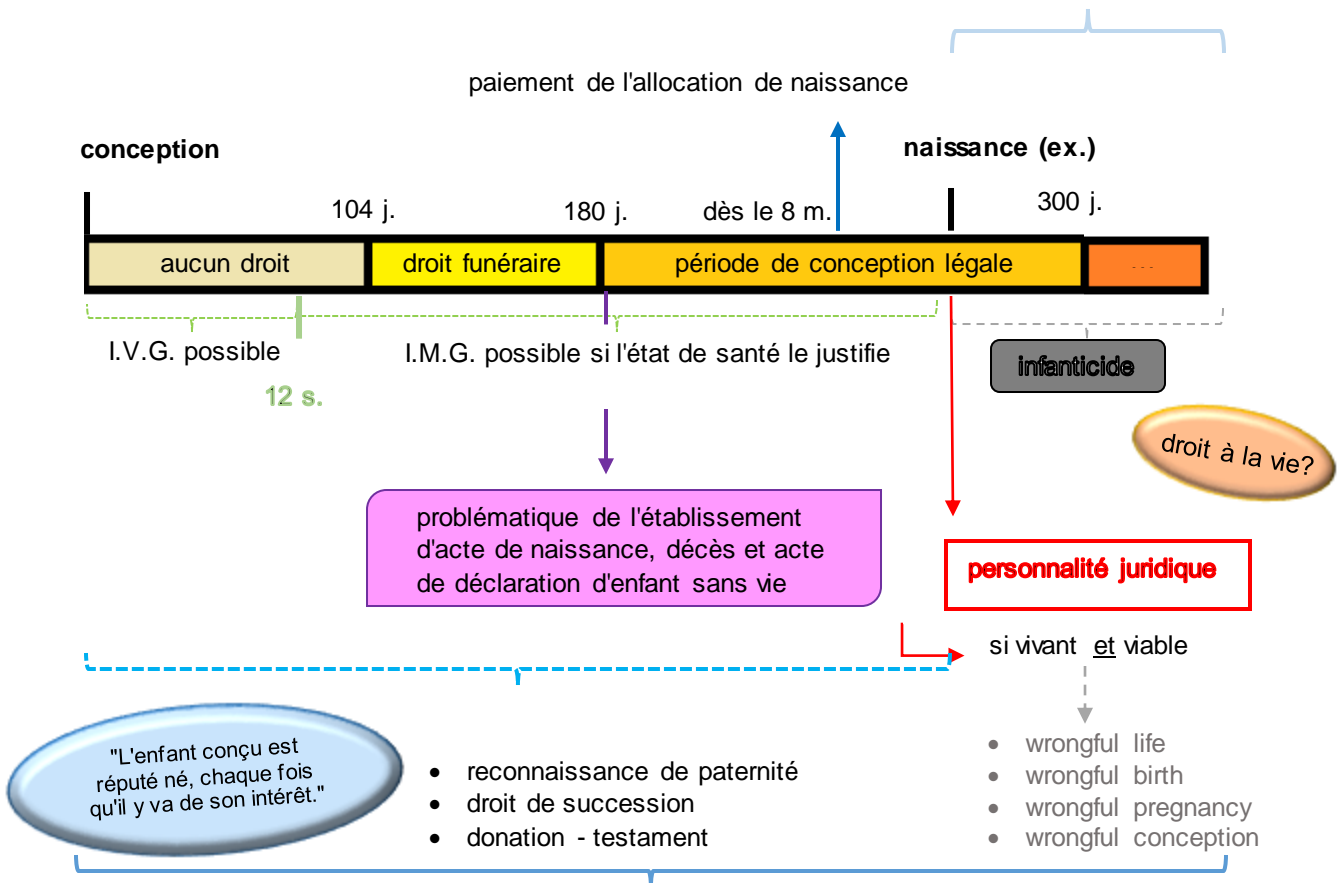 paiement de l'allocation de naissance
conception
naissance (ex.)
104 j.
180 j.
dès le 8 m.
300 j.
aucun droit
droit funéraire
période de conception légale
...
I.V.G. possible
I.M.G. possible si l'état de santé le justifie
infanticide
12 s.
droit à la vie?
problématique de l'établissement
d'acte de naissance, décès et acte
de déclaration d'enfant sans vie
personnalité juridique
si vivant et viable
"L'enfant conçu est
réputé né, chaque fois
qu'il y va de son intérêt."
• reconnaissance de paternité
• droit de succession
• donation - testament
• wrongful life
• wrongful birth
• wrongful pregnancy
• wrongful conception